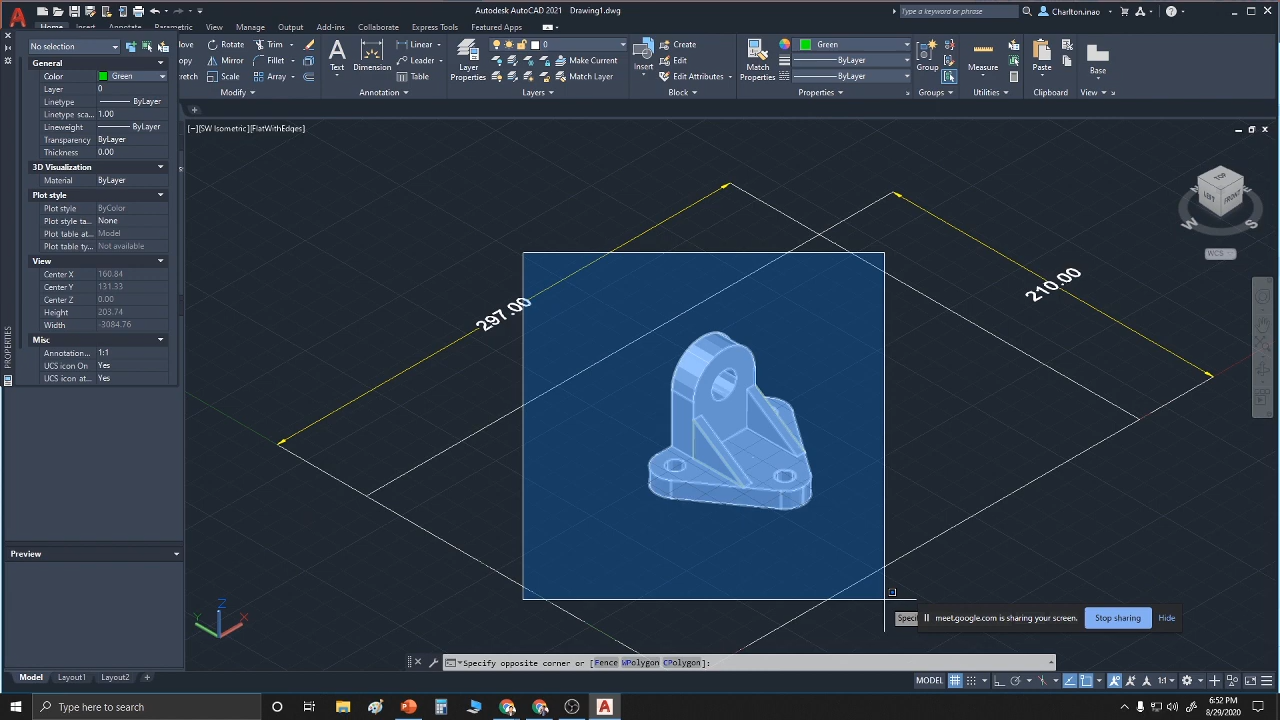 Autodesk AutoCAD 2021 Drawing1.dwg
Type a keyword or phrase
Charlton.inao
Home Insert Annotate Parametric View Manage Output Add-ins Collaborate Express Tools Featured Apps
No selection
General
Color Green
Layer 0
Linetype ByLayer
Linetype sca... 1.00
Lineweight ByLayer
Transparency ByLayer
Thickness 0.00
3D Visualization
Material ByLayer
Plot style
Plot style ByColor
Plot style ta... None
Plot table at... Model
Plot table ty... Not available
View
Center X 160.84
Center Y 131.33
Center Z 0.00
Height 203.74
Width -3084.76
Misc
Annotation... 1:1
UCS icon On Yes
UCS icon at... Yes
PROPERTIES
Rotate Trim
Mirror Fillet
Scale Array
Modify
Text Dimension
Linear
Leader
Table
Annotation
Layer Properties
0
Make Current
Match Layer
Layers
Insert
Create
Edit
Edit Attributes
Block
Match Properties
Green
ByLayer
ByLayer
Properties
Group
Groups
Measure
Utilities
Paste
Clipboard
Base
View
[−][SW Isometric][FlatWithEdges]
TOP
LEFT FRONT
W S
WCS
297.00
210.00
Preview
Z
Y X
Speci
meet.google.com is sharing your screen. Stop sharing Hide
Specify opposite corner or [Fence WPolygon CPolygon]:
Model Layout1 Layout2 +
MODEL 1:1
Type here to search
6:52 PM
8/29/2020